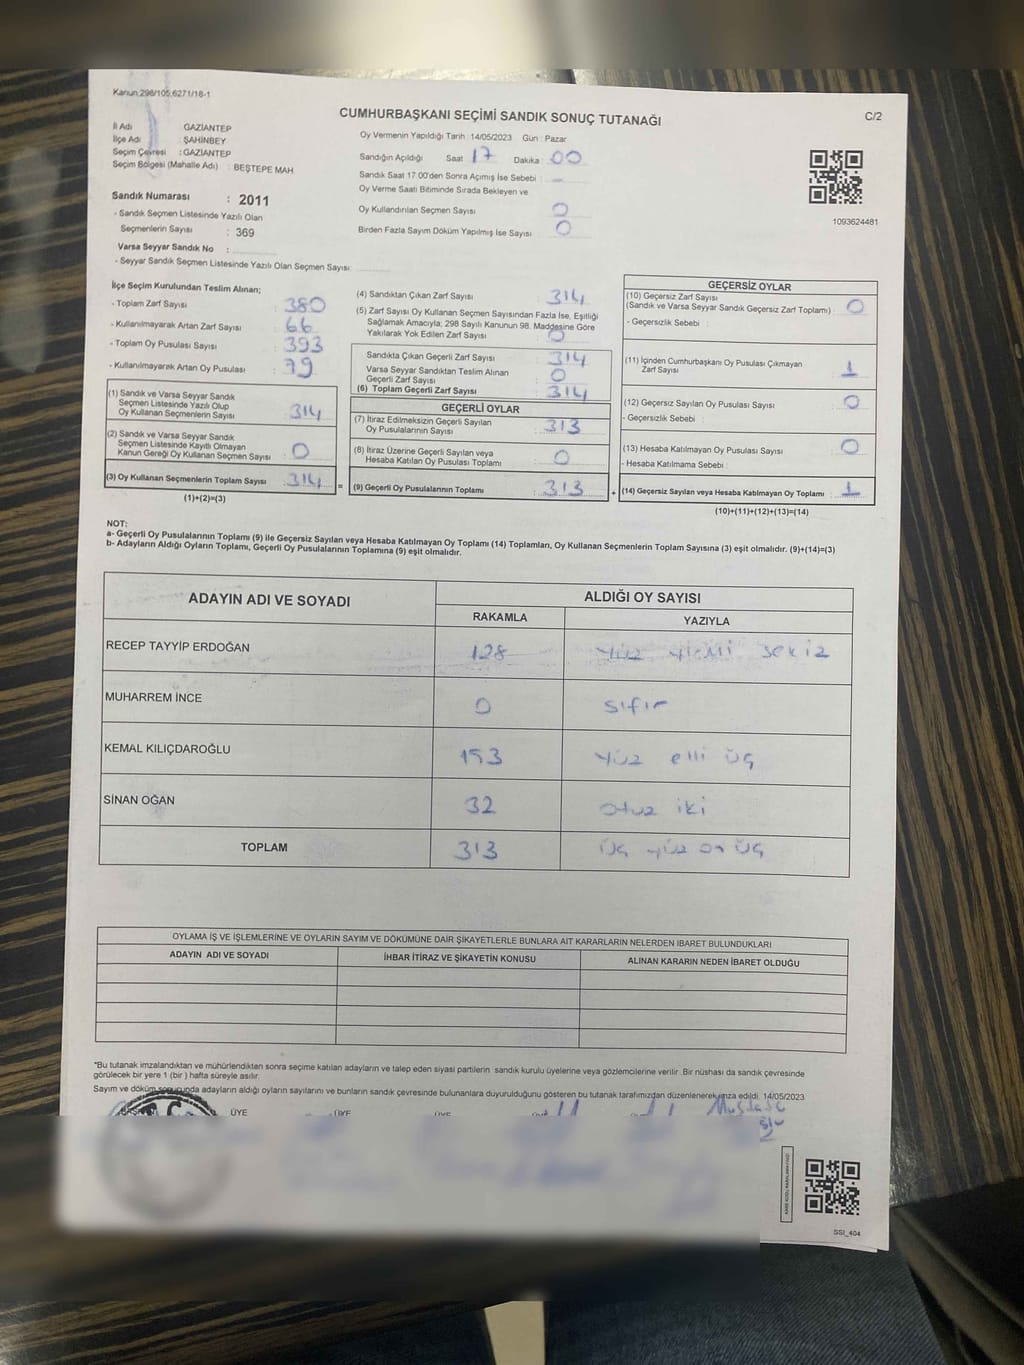 Kanun:298/105;6271/18-1
CUMHURBAŞKANI SEÇİMİ SANDIK SONUÇ TUTANAĞI
C/2
İl Adı : GAZİANTEP
İlçe Adı : ŞAHİNBEY
Seçim Çevresi : GAZİANTEP
Seçim Bölgesi (Mahalle Adı) : BEŞTEPE MAH
Oy Vermenin Yapıldığı Tarih :14/05/2023 Gün : Pazar
Sandığın Açıldığı Saat : 17 Dakika : 00
Sandık Saat 17.00'den Sonra Açımış İse Sebebi : –
Oy Verme Saati Bitiminde Sırada Bekleyen ve
Oy Kullandırılan Seçmen Sayısı : 0
Birden Fazla Sayım Döküm Yapılmış İse Sayısı : 0
1093624481
Sandık Numarası : 2011
- Sandık Seçmen Listesinde Yazılı Olan
Seçmenlerin Sayısı : 369
Varsa Seyyar Sandık No :
- Seyyar Sandık Seçmen Listesinde Yazılı Olan Seçmen Sayısı:
İlçe Seçim Kurulundan Teslim Alınan;
- Toplam Zarf Sayısı : 380
- Kullanılmayarak Artan Zarf Sayısı : 66
- Toplam Oy Pusulası Sayısı : 393
- Kullanılmayarak Artan Oy Pusulası : 79
(1) Sandık ve Varsa Seyyar Sandık
Seçmen Listesinde Yazılı Olup
Oy Kullanan Seçmenlerin Sayısı : 314
(2) Sandık ve Varsa Seyyar Sandık
Seçmen Listesinde Kayıtlı Olmayan
Kanun Gereği Oy Kullanan Seçmen Sayısı : 0
(3) Oy Kullanan Seçmenlerin Toplam Sayısı : 314
(1)+(2)=(3)
(4) Sandıktan Çıkan Zarf Sayısı : 314
(5) Zarf Sayısı Oy Kullanan Seçmen Sayısından Fazla İse, Eşitliği
Sağlamak Amacıyla; 298 Sayılı Kanunun 98. Maddesine Göre
Yakılarak Yok Edilen Zarf Sayısı : 0
Sandıkta Çıkan Geçerli Zarf Sayısı : 314
Varsa Seyyar Sandıktan Teslim Alınan
Geçerli Zarf Sayısı : 0
(6) Toplam Geçerli Zarf Sayısı : 314
GEÇERLİ OYLAR
(7) İtiraz Edilmeksizin Geçerli Sayılan
Oy Pusulalarının Sayısı : 313
(8) İtiraz Üzerine Geçerli Sayılan veya
Hesaba Katılan Oy Pusulası Toplamı : 0
= (9) Geçerli Oy Pusulalarının Toplamı : 313
GEÇERSİZ OYLAR
(10) Geçersiz Zarf Sayısı
(Sandık ve Varsa Seyyar Sandık Geçersiz Zarf Toplamı) : 0
- Geçersizlik Sebebi :
(11) İçinden Cumhurbaşkanı Oy Pusulası Çıkmayan
Zarf Sayısı : 1
(12) Geçersiz Sayılan Oy Pusulası Sayısı : 0
- Geçersizlik Sebebi :
(13) Hesaba Katılmayan Oy Pusulası Sayısı : 0
- Hesaba Katılmama Sebebi :
+ (14) Geçersiz Sayılan veya Hesaba Katılmayan Oy Toplamı : 1
(10)+(11)+(12)+(13)=(14)
NOT:
a- Geçerli Oy Pusulalarının Toplamı (9) ile Geçersiz Sayılan veya Hesaba Katılmayan Oy Toplamı (14) Toplamları, Oy Kullanan Seçmenlerin Toplam Sayısına (3) eşit olmalıdır. (9)+(14)=(3)
b- Adayların Aldığı Oyların Toplamı, Geçerli Oy Pusulalarının Toplamına (9) eşit olmalıdır.
ADAYIN ADI VE SOYADI ALDIĞI OY SAYISI
RAKAMLA YAZIYLA
RECEP TAYYİP ERDOĞAN 128 Yüz yirmi sekiz
MUHARREM İNCE 0 sıfır
KEMAL KILIÇDAROĞLU 153 Yüz elli üç
SİNAN OĞAN 32 otuz iki
TOPLAM 313 üç yüz on üç
OYLAMA İŞ VE İŞLEMLERİNE VE OYLARIN SAYIM VE DÖKÜMÜNE DAİR ŞİKAYETLERLE BUNLARA AİT KARARLARIN NELERDEN İBARET BULUNDUKLARI
ADAYIN ADI VE SOYADI İHBAR İTİRAZ VE ŞİKAYETİN KONUSU ALINAN KARARIN NEDEN İBARET OLDUĞU
*Bu tutanak imzalandıktan ve mühürlendikten sonra seçime katılan adayların ve talep eden siyasi partilerin sandık kurulu üyelerine veya gözlemcilerine verilir .Bir nüshası da sandık çevresinde
görülecek bir yere 1 (bir ) hafta süreyle asılır.
Sayım ve döküm sonucunda adayların aldığı oyların sayılarını ve bunların sandık çevresinde bulunanlara duyurulduğunu gösteren bu tutanak tarafımızdan düzenlenerek imza edildi. 14/05/2023
ÜYE ÜYE ÜYE
SSI_404